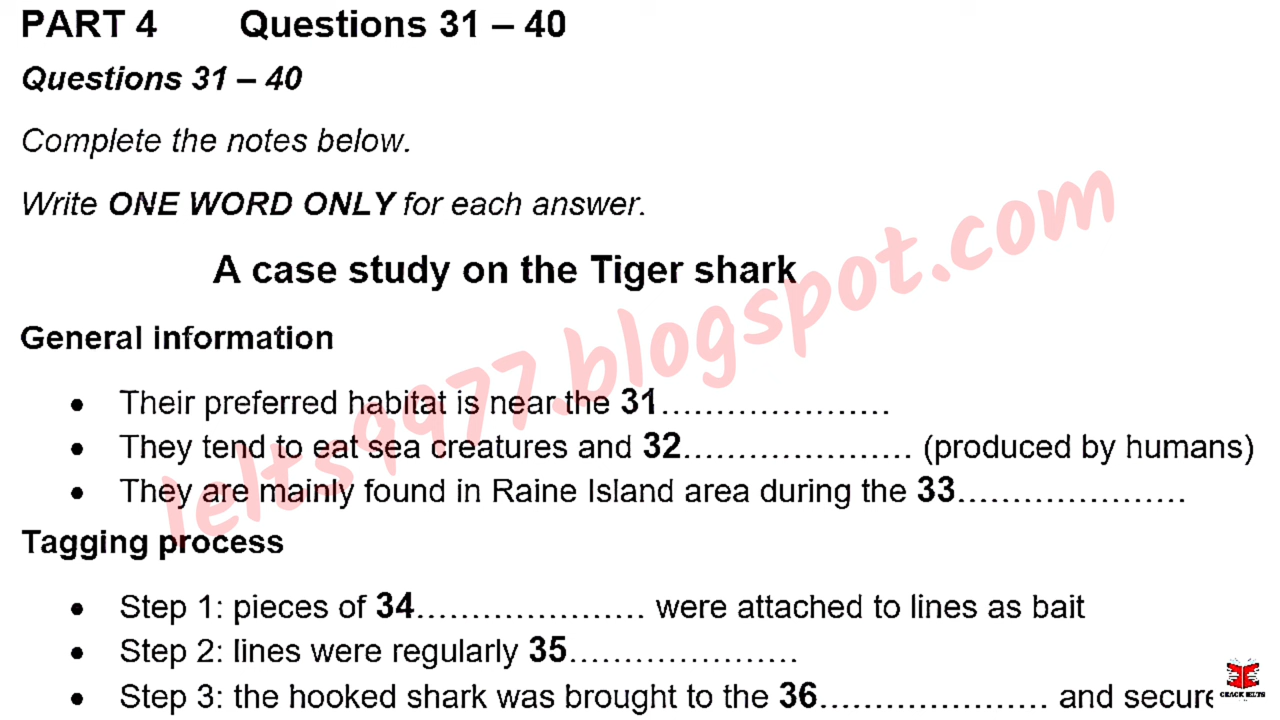 PART 4 Questions 31 – 40
Questions 31 – 40
Complete the notes below.
Write ONE WORD ONLY for each answer.
A case study on the Tiger shark
General information
• Their preferred habitat is near the 31.....................
• They tend to eat sea creatures and 32..................... (produced by humans)
• They are mainly found in Raine Island area during the 33.....................
Tagging process
• Step 1: pieces of 34..................... were attached to lines as bait
• Step 2: lines were regularly 35.....................
• Step 3: the hooked shark was brought to the 36..................... and secure
Ielts9977.blogspot.com
CRACK IELTS